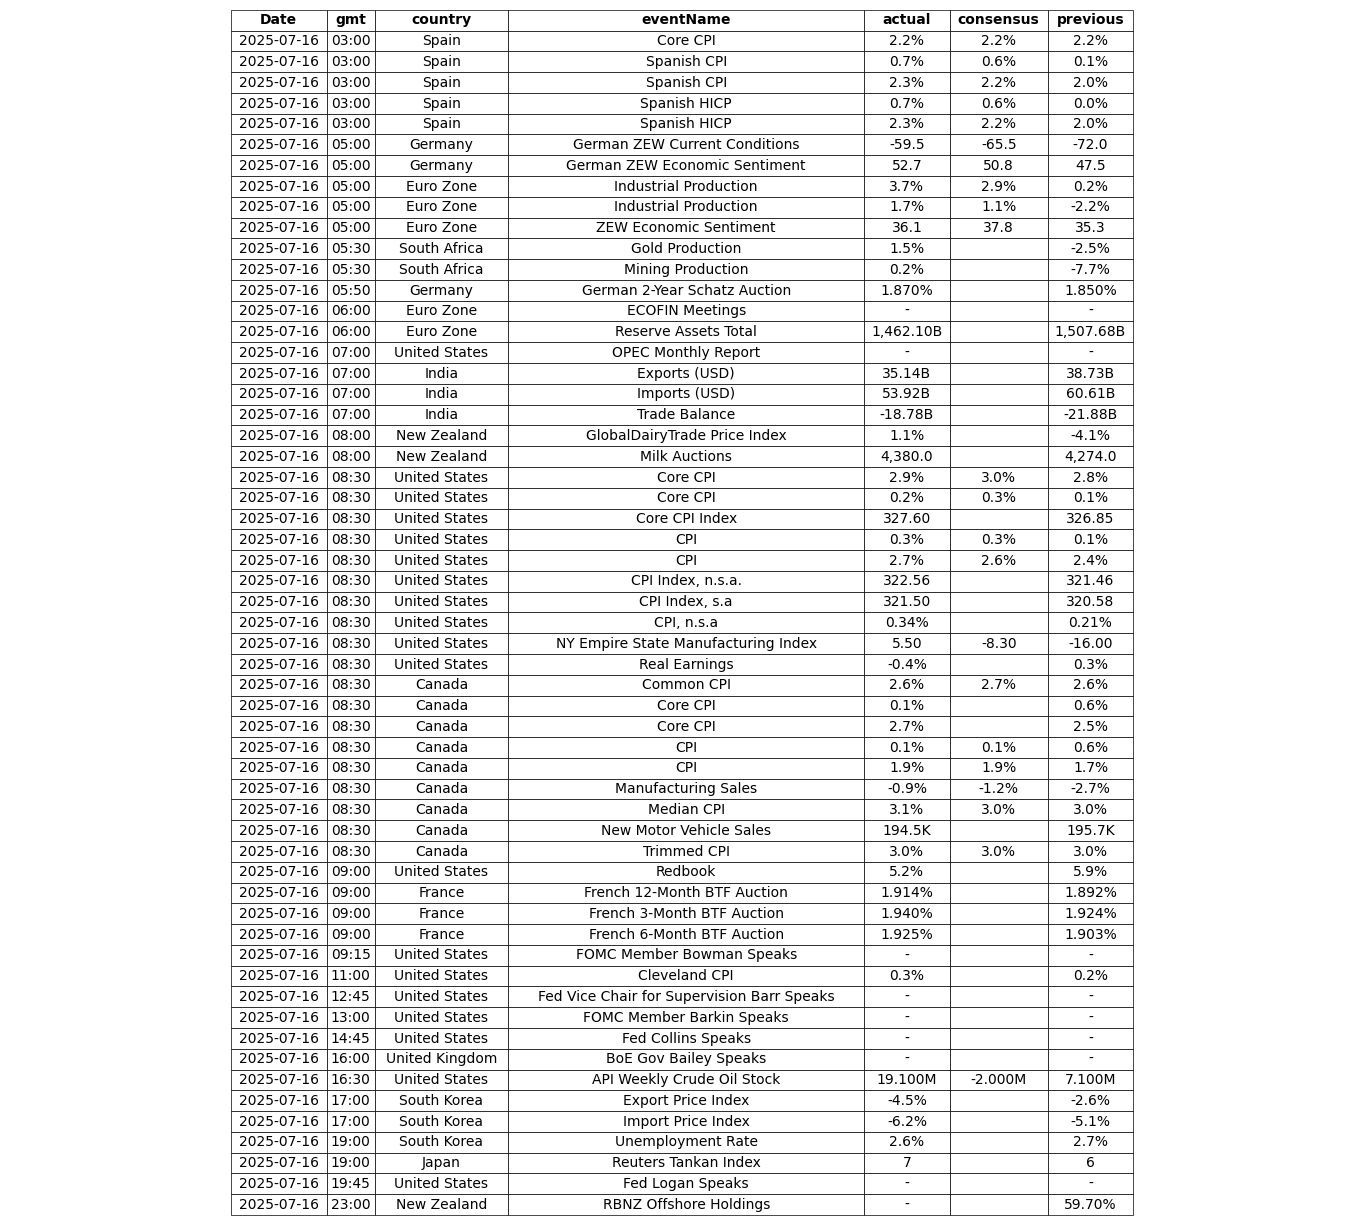 Date gmt country eventName actual consensus previous
2025-07-16 03:00 Spain Core CPI 2.2% 2.2% 2.2%
2025-07-16 03:00 Spain Spanish CPI 0.7% 0.6% 0.1%
2025-07-16 03:00 Spain Spanish CPI 2.3% 2.2% 2.0%
2025-07-16 03:00 Spain Spanish HICP 0.7% 0.6% 0.0%
2025-07-16 03:00 Spain Spanish HICP 2.3% 2.2% 2.0%
2025-07-16 05:00 Germany German ZEW Current Conditions -59.5 -65.5 -72.0
2025-07-16 05:00 Germany German ZEW Economic Sentiment 52.7 50.8 47.5
2025-07-16 05:00 Euro Zone Industrial Production 3.7% 2.9% 0.2%
2025-07-16 05:00 Euro Zone Industrial Production 1.7% 1.1% -2.2%
2025-07-16 05:00 Euro Zone ZEW Economic Sentiment 36.1 37.8 35.3
2025-07-16 05:30 South Africa Gold Production 1.5% -2.5%
2025-07-16 05:30 South Africa Mining Production 0.2% -7.7%
2025-07-16 05:50 Germany German 2-Year Schatz Auction 1.870% 1.850%
2025-07-16 06:00 Euro Zone ECOFIN Meetings - -
2025-07-16 06:00 Euro Zone Reserve Assets Total 1,462.10B 1,507.68B
2025-07-16 07:00 United States OPEC Monthly Report - -
2025-07-16 07:00 India Exports (USD) 35.14B 38.73B
2025-07-16 07:00 India Imports (USD) 53.92B 60.61B
2025-07-16 07:00 India Trade Balance -18.78B -21.88B
2025-07-16 08:00 New Zealand GlobalDairyTrade Price Index 1.1% -4.1%
2025-07-16 08:00 New Zealand Milk Auctions 4,380.0 4,274.0
2025-07-16 08:30 United States Core CPI 2.9% 3.0% 2.8%
2025-07-16 08:30 United States Core CPI 0.2% 0.3% 0.1%
2025-07-16 08:30 United States Core CPI Index 327.60 326.85
2025-07-16 08:30 United States CPI 0.3% 0.3% 0.1%
2025-07-16 08:30 United States CPI 2.7% 2.6% 2.4%
2025-07-16 08:30 United States CPI Index, n.s.a. 322.56 321.46
2025-07-16 08:30 United States CPI Index, s.a 321.50 320.58
2025-07-16 08:30 United States CPI, n.s.a 0.34% 0.21%
2025-07-16 08:30 United States NY Empire State Manufacturing Index 5.50 -8.30 -16.00
2025-07-16 08:30 United States Real Earnings -0.4% 0.3%
2025-07-16 08:30 Canada Common CPI 2.6% 2.7% 2.6%
2025-07-16 08:30 Canada Core CPI 0.1% 0.6%
2025-07-16 08:30 Canada Core CPI 2.7% 2.5%
2025-07-16 08:30 Canada CPI 0.1% 0.1% 0.6%
2025-07-16 08:30 Canada CPI 1.9% 1.9% 1.7%
2025-07-16 08:30 Canada Manufacturing Sales -0.9% -1.2% -2.7%
2025-07-16 08:30 Canada Median CPI 3.1% 3.0% 3.0%
2025-07-16 08:30 Canada New Motor Vehicle Sales 194.5K 195.7K
2025-07-16 08:30 Canada Trimmed CPI 3.0% 3.0% 3.0%
2025-07-16 09:00 United States Redbook 5.2% 5.9%
2025-07-16 09:00 France French 12-Month BTF Auction 1.914% 1.892%
2025-07-16 09:00 France French 3-Month BTF Auction 1.940% 1.924%
2025-07-16 09:00 France French 6-Month BTF Auction 1.925% 1.903%
2025-07-16 09:15 United States FOMC Member Bowman Speaks - -
2025-07-16 11:00 United States Cleveland CPI 0.3% 0.2%
2025-07-16 12:45 United States Fed Vice Chair for Supervision Barr Speaks - -
2025-07-16 13:00 United States FOMC Member Barkin Speaks - -
2025-07-16 14:45 United States Fed Collins Speaks - -
2025-07-16 16:00 United Kingdom BoE Gov Bailey Speaks - -
2025-07-16 16:30 United States API Weekly Crude Oil Stock 19.100M -2.000M 7.100M
2025-07-16 17:00 South Korea Export Price Index -4.5% -2.6%
2025-07-16 17:00 South Korea Import Price Index -6.2% -5.1%
2025-07-16 19:00 South Korea Unemployment Rate 2.6% 2.7%
2025-07-16 19:00 Japan Reuters Tankan Index 7 6
2025-07-16 19:45 United States Fed Logan Speaks - -
2025-07-16 23:00 New Zealand RBNZ Offshore Holdings - 59.70%